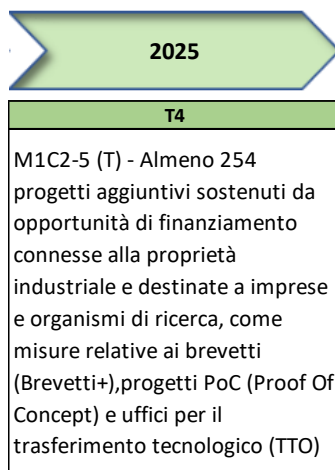 2025
T4
M1C2-5 (T) - Almeno 254
progetti aggiuntivi sostenuti da
opportunità di finanziamento
connesse alla proprietà
industriale e destinate a imprese
e organismi di ricerca, come
misure relative ai brevetti
(Brevetti+),progetti PoC (Proof Of
Concept) e uffici per il
trasferimento tecnologico (TTO)